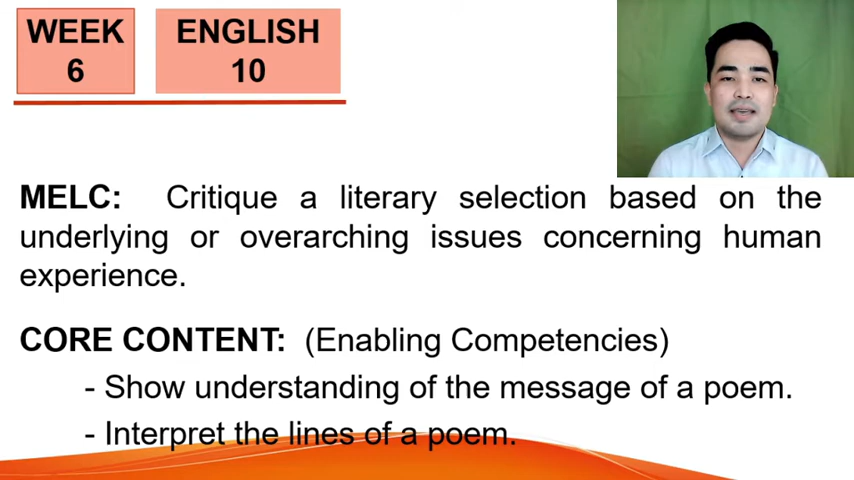 WEEK
6
ENGLISH
10
MELC: Critique a literary selection based on the
underlying or overarching issues concerning human
experience.
CORE CONTENT: (Enabling Competencies)
- Show understanding of the message of a poem.
- Interpret the lines of a poem.